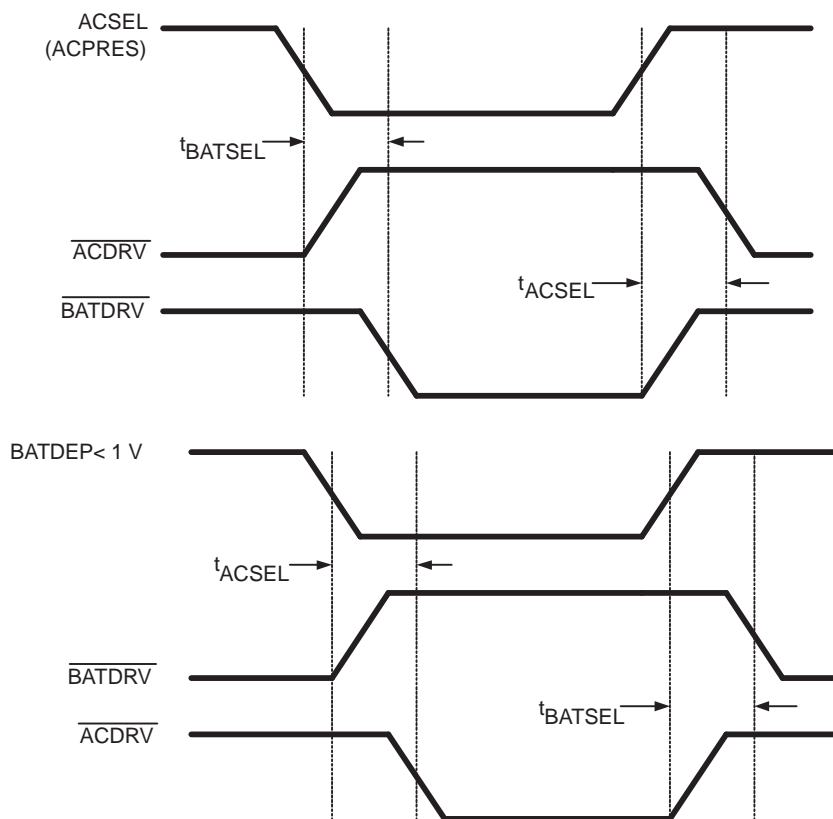 ACSEL
(ACPRES)
tBATSEL
ACDRV
tACSEL
BATDRV
BATDEP< 1 V
tACSEL
BATDRV
tBATSEL
ACDRV